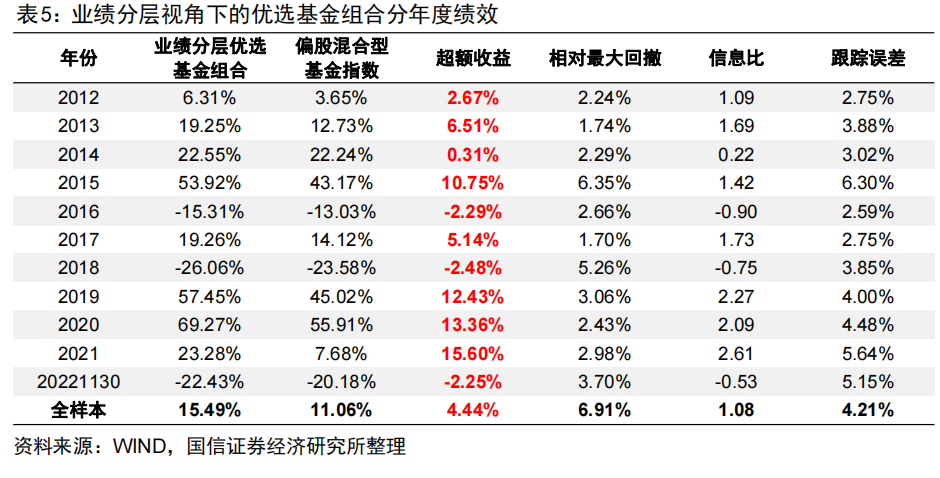 表5：业绩分层视角下的优选基金组合分年度绩效
年份 业绩分层优选基金组合 偏股混合型基金指数 超额收益 相对最大回撤 信息比 跟踪误差
2012 6.31% 3.65% 2.67% 2.24% 1.09 2.75%
2013 19.25% 12.73% 6.51% 1.74% 1.69 3.88%
2014 22.55% 22.24% 0.31% 2.29% 0.22 3.02%
2015 53.92% 43.17% 10.75% 6.35% 1.42 6.30%
2016 -15.31% -13.03% -2.29% 2.66% -0.90 2.59%
2017 19.26% 14.12% 5.14% 1.70% 1.73 2.75%
2018 -26.06% -23.58% -2.48% 5.26% -0.75 3.85%
2019 57.45% 45.02% 12.43% 3.06% 2.27 4.00%
2020 69.27% 55.91% 13.36% 2.43% 2.09 4.48%
2021 23.28% 7.68% 15.60% 2.98% 2.61 5.64%
20221130 -22.43% -20.18% -2.25% 3.70% -0.53 5.15%
全样本 15.49% 11.06% 4.44% 6.91% 1.08 4.21%
资料来源：WIND，国信证券经济研究所整理